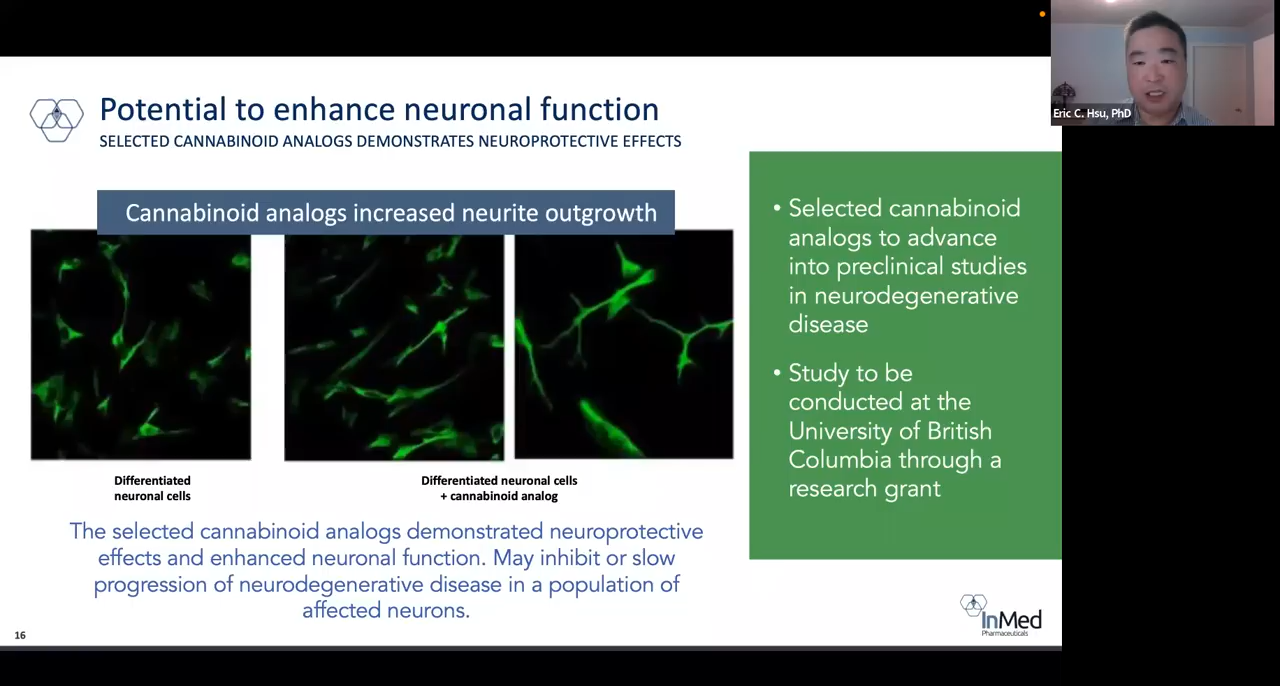 Potential to enhance neuronal function
SELECTED CANNABINOID ANALOGS DEMONSTRATES NEUROPROTECTIVE EFFECTS
Eric C. Hsu, PhD
Cannabinoid analogs increased neurite outgrowth
Differentiated
neuronal cells
Differentiated neuronal cells
+ cannabinoid analog
The selected cannabinoid analogs demonstrated neuroprotective
effects and enhanced neuronal function. May inhibit or slow
progression of neurodegenerative disease in a population of
affected neurons.
• Selected cannabinoid
analogs to advance
into preclinical studies
in neurodegenerative
disease
• Study to be
conducted at the
University of British
Columbia through a
research grant
16
InMed
Pharmaceuticals